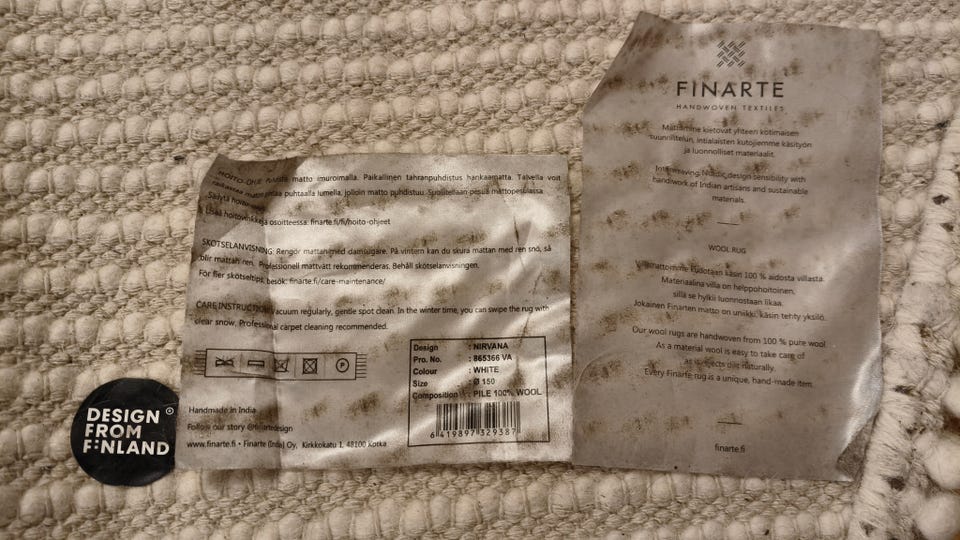 DESIGN
FROM
FINLAND
HOITO-OHJE: matto imuroimalla. Paikallinen tahranpuhdistus hankaamatta. Talvella voit
raikastaa puhtaalla lumella, jolloin matto puhdistuu. Suositellaan pesua mattopesulassa.
Säilytä
Lisää hoitovinkkejä osoitteessa: finarte.fi/fi/hoito-ohjeet
SKÖTSELANVISNING: Rengör mattan med damsugare. På vintern kan du skura mattan med ren snö, så
blir mattan ren. Professionell mattvätt rekommenderas. Behåll skötselanvisningen.
För fler skötseltips, besök: finarte.fi/care-maintenance/
CARE INSTRUCTION: Vacuum regularly, gentle spot clean. In the winter time, you can swipe the rug with
clear snow. Professional carpet cleaning recommended.
P
Handmade in India
Follow our story @finartedesign
www.finarte.fi • Finarte (Inta) Oy, Kirkkokatu 1, 48100 Kotka
Design : NIRVANA
Pro. No. : 865366 VA
Colour : WHITE
Size : Ø 150
Composition : PILE 100% WOOL
6 419897 329387
FINARTE
HANDWOVEN TEXTILES
Mattomme kietovat yhteen kotimaisen
suunnittelun, intialaisten kutojiemme käsityön
ja luonnolliset materiaalit.
Interweaving Nordic design sensibility with
handwork of Indian artisans and sustainable
materials.
WOOL RUG
Villamattomme kudotaan käsin 100 % aidosta villasta.
Materiaalina villa on helppohoitoinen,
sillä se hylkii luonnostaan likaa.
Jokainen Finarten matto on uniikki, käsin tehty yksilö.
Our wool rugs are handwoven from 100 % pure wool
As a material wool is easy to take care of
as it rejects dirt naturally.
Every Finarte rug is a unique, hand-made item
finarte.fi